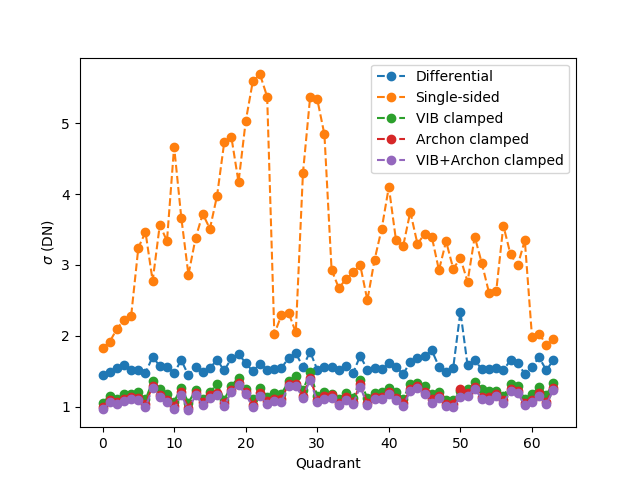 Differential
Single-sided
VIB clamped
Archon clamped
VIB+Archon clamped
5
4
3
2
1
σ (DN)
0 10 20 30 40 50 60
Quadrant